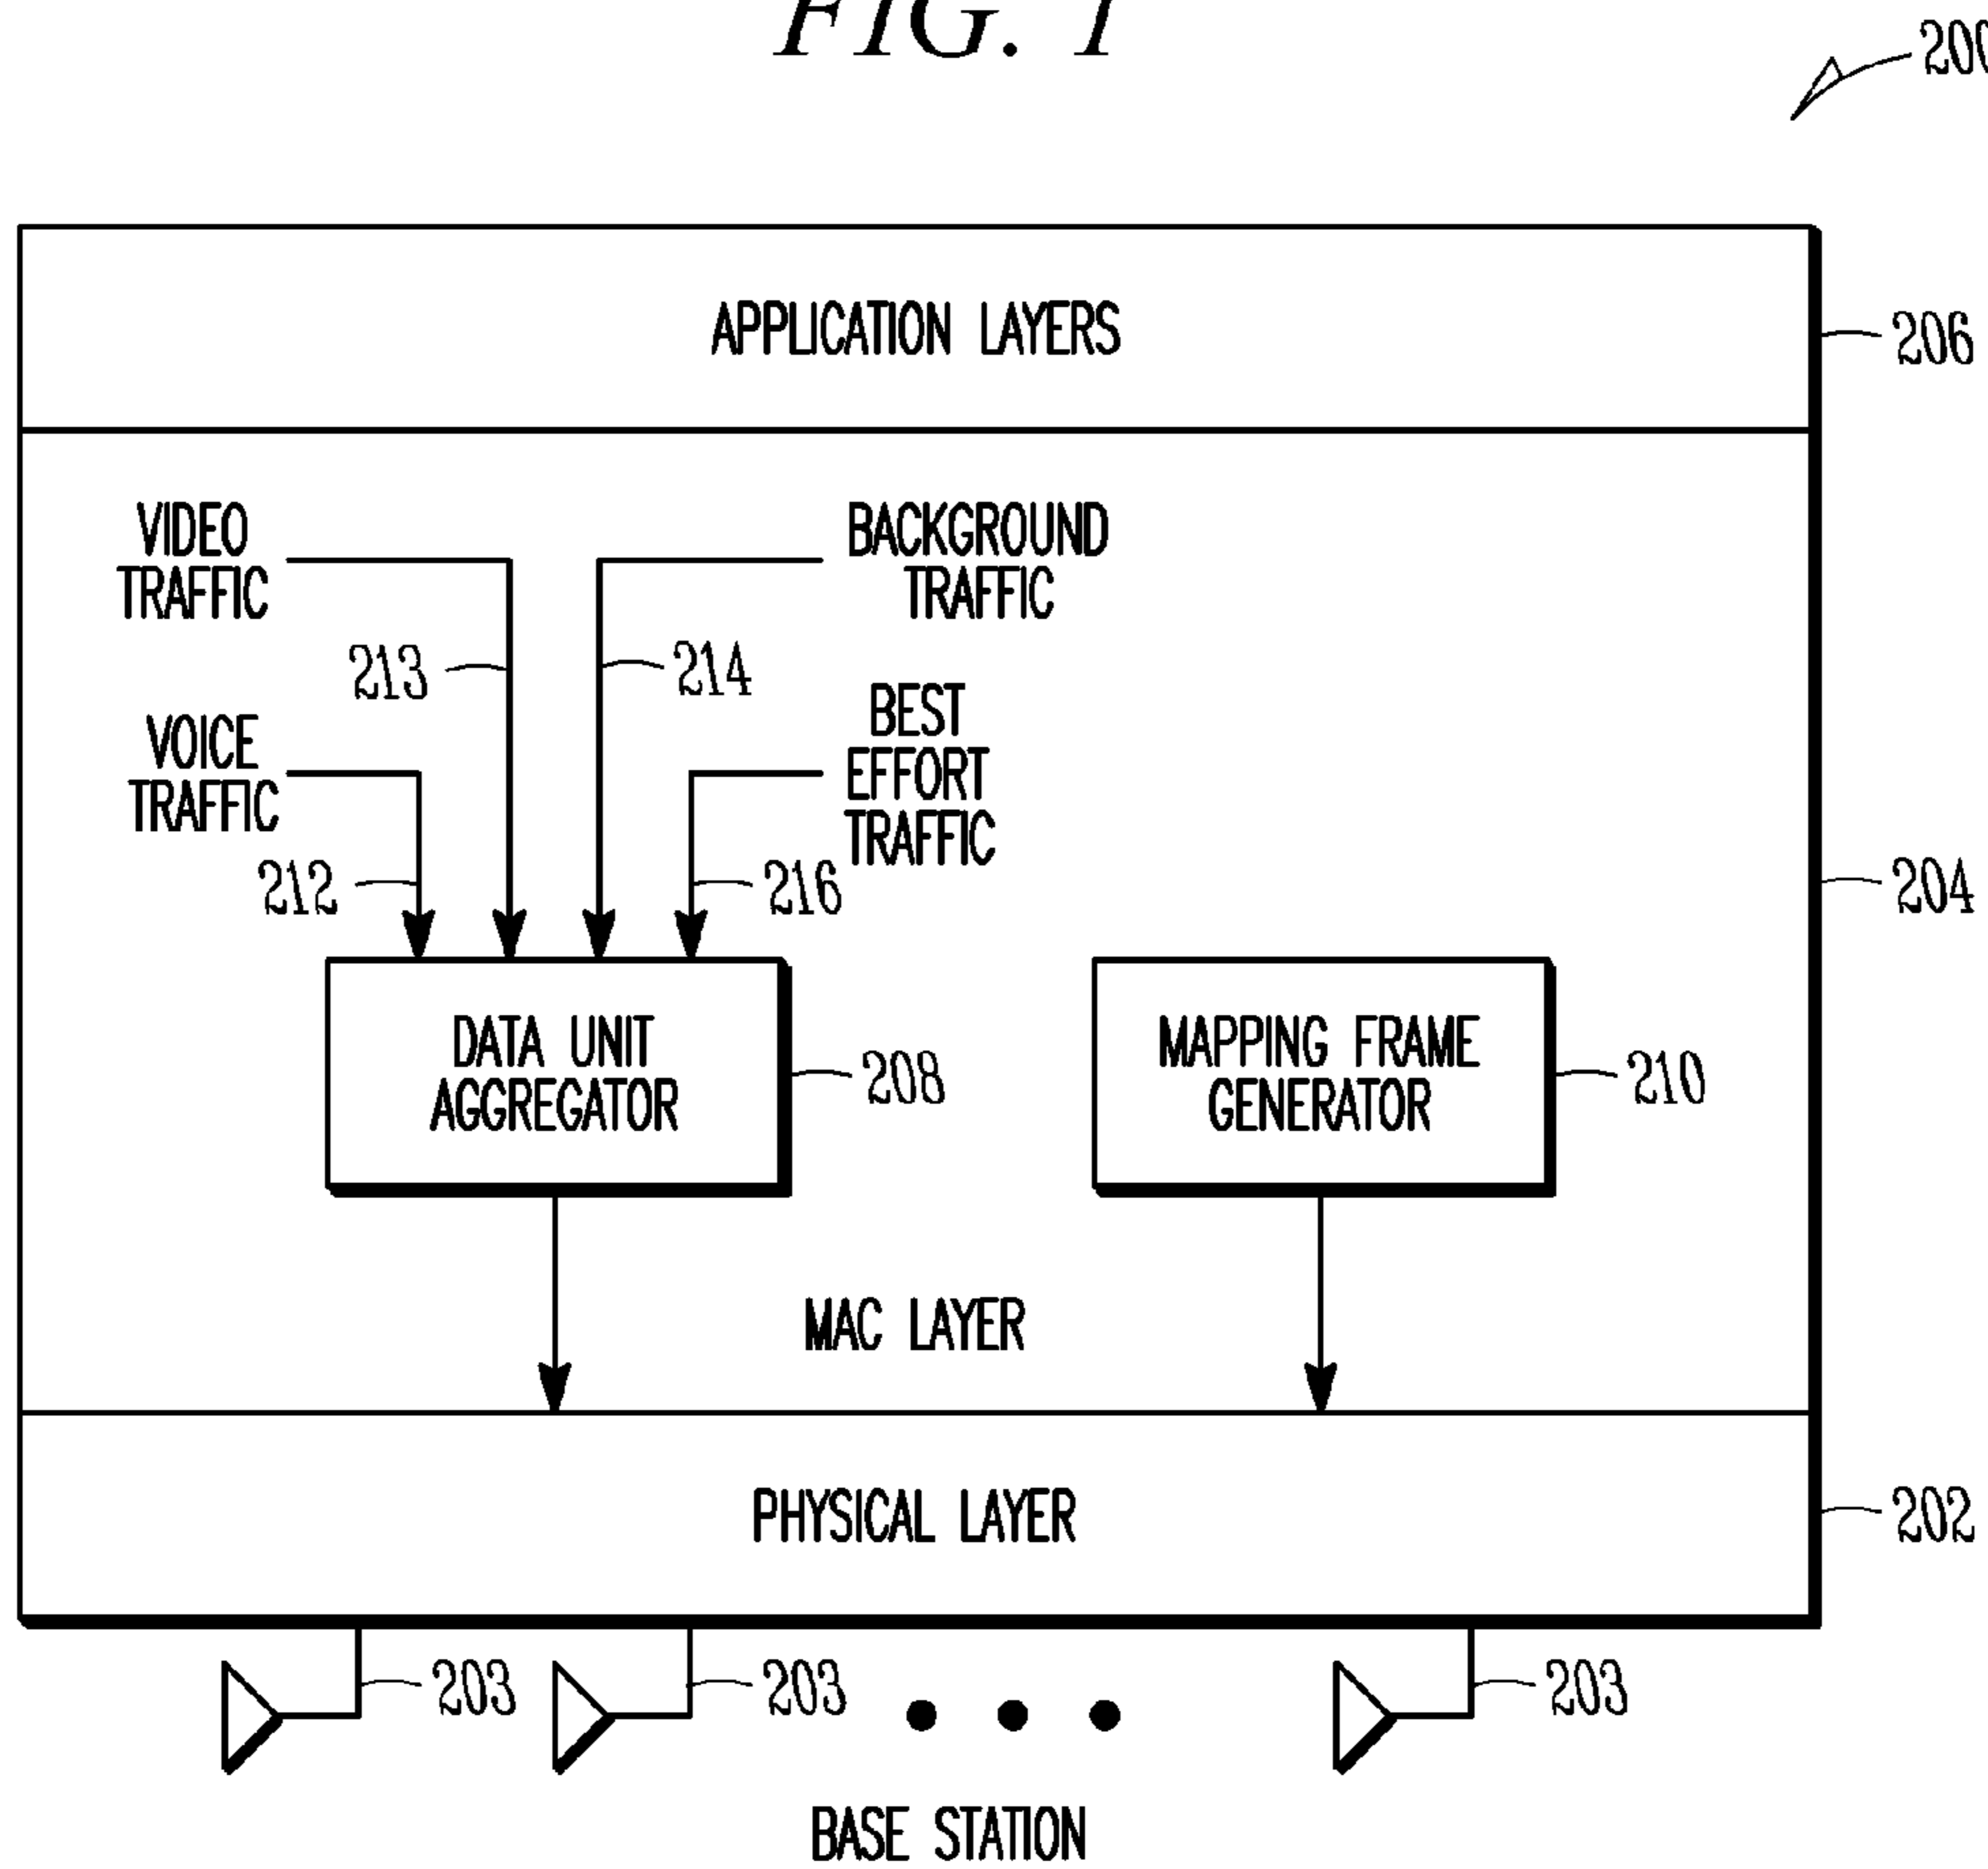 FIG. 1
200
APPLICATION LAYERS
206
VIDEO
TRAFFIC
BACKGROUND
TRAFFIC
213
214
VOICE
TRAFFIC
BEST
EFFORT
TRAFFIC
212
216
204
DATA UNIT
AGGREGATOR
208
MAPPING FRAME
GENERATOR
210
MAC LAYER
PHYSICAL LAYER
202
203
203
203
BASE STATION